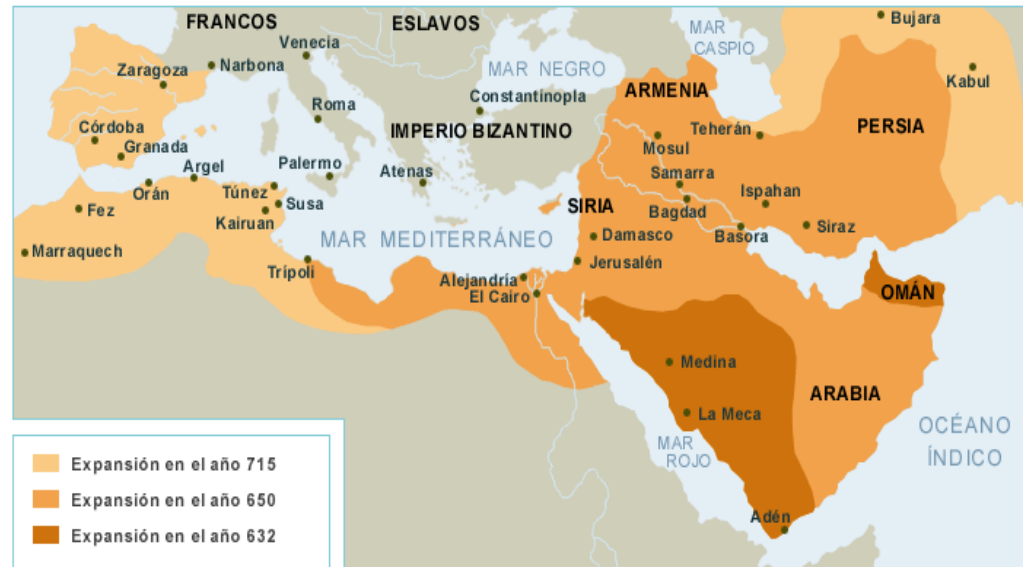 FRANCOS
ESLAVOS
Bujara
MAR
CASPIO
Venecia
Zaragoza
Narbona
MAR NEGRO
Kabul
Constantinopla
ARMENIA
Roma
IMPERIO BIZANTINO
PERSIA
Córdoba
Teherán
Mosul
Granada
Argel
Palermo
Atenas
Samarra
Orán
Túnez
Ispahan
Fez
Susa
SIRIA
Bagdad
Kairuan
Siraz
MAR MEDITERRÁNEO
Damasco
Basora
Marraquech
Jerusalén
Trípoli
Alejandría
El Cairo
OMÁN
Medina
ARABIA
La Meca
OCÉANO
ÍNDICO
MAR
ROJO
Adén
Expansión en el año 715
Expansión en el año 650
Expansión en el año 632